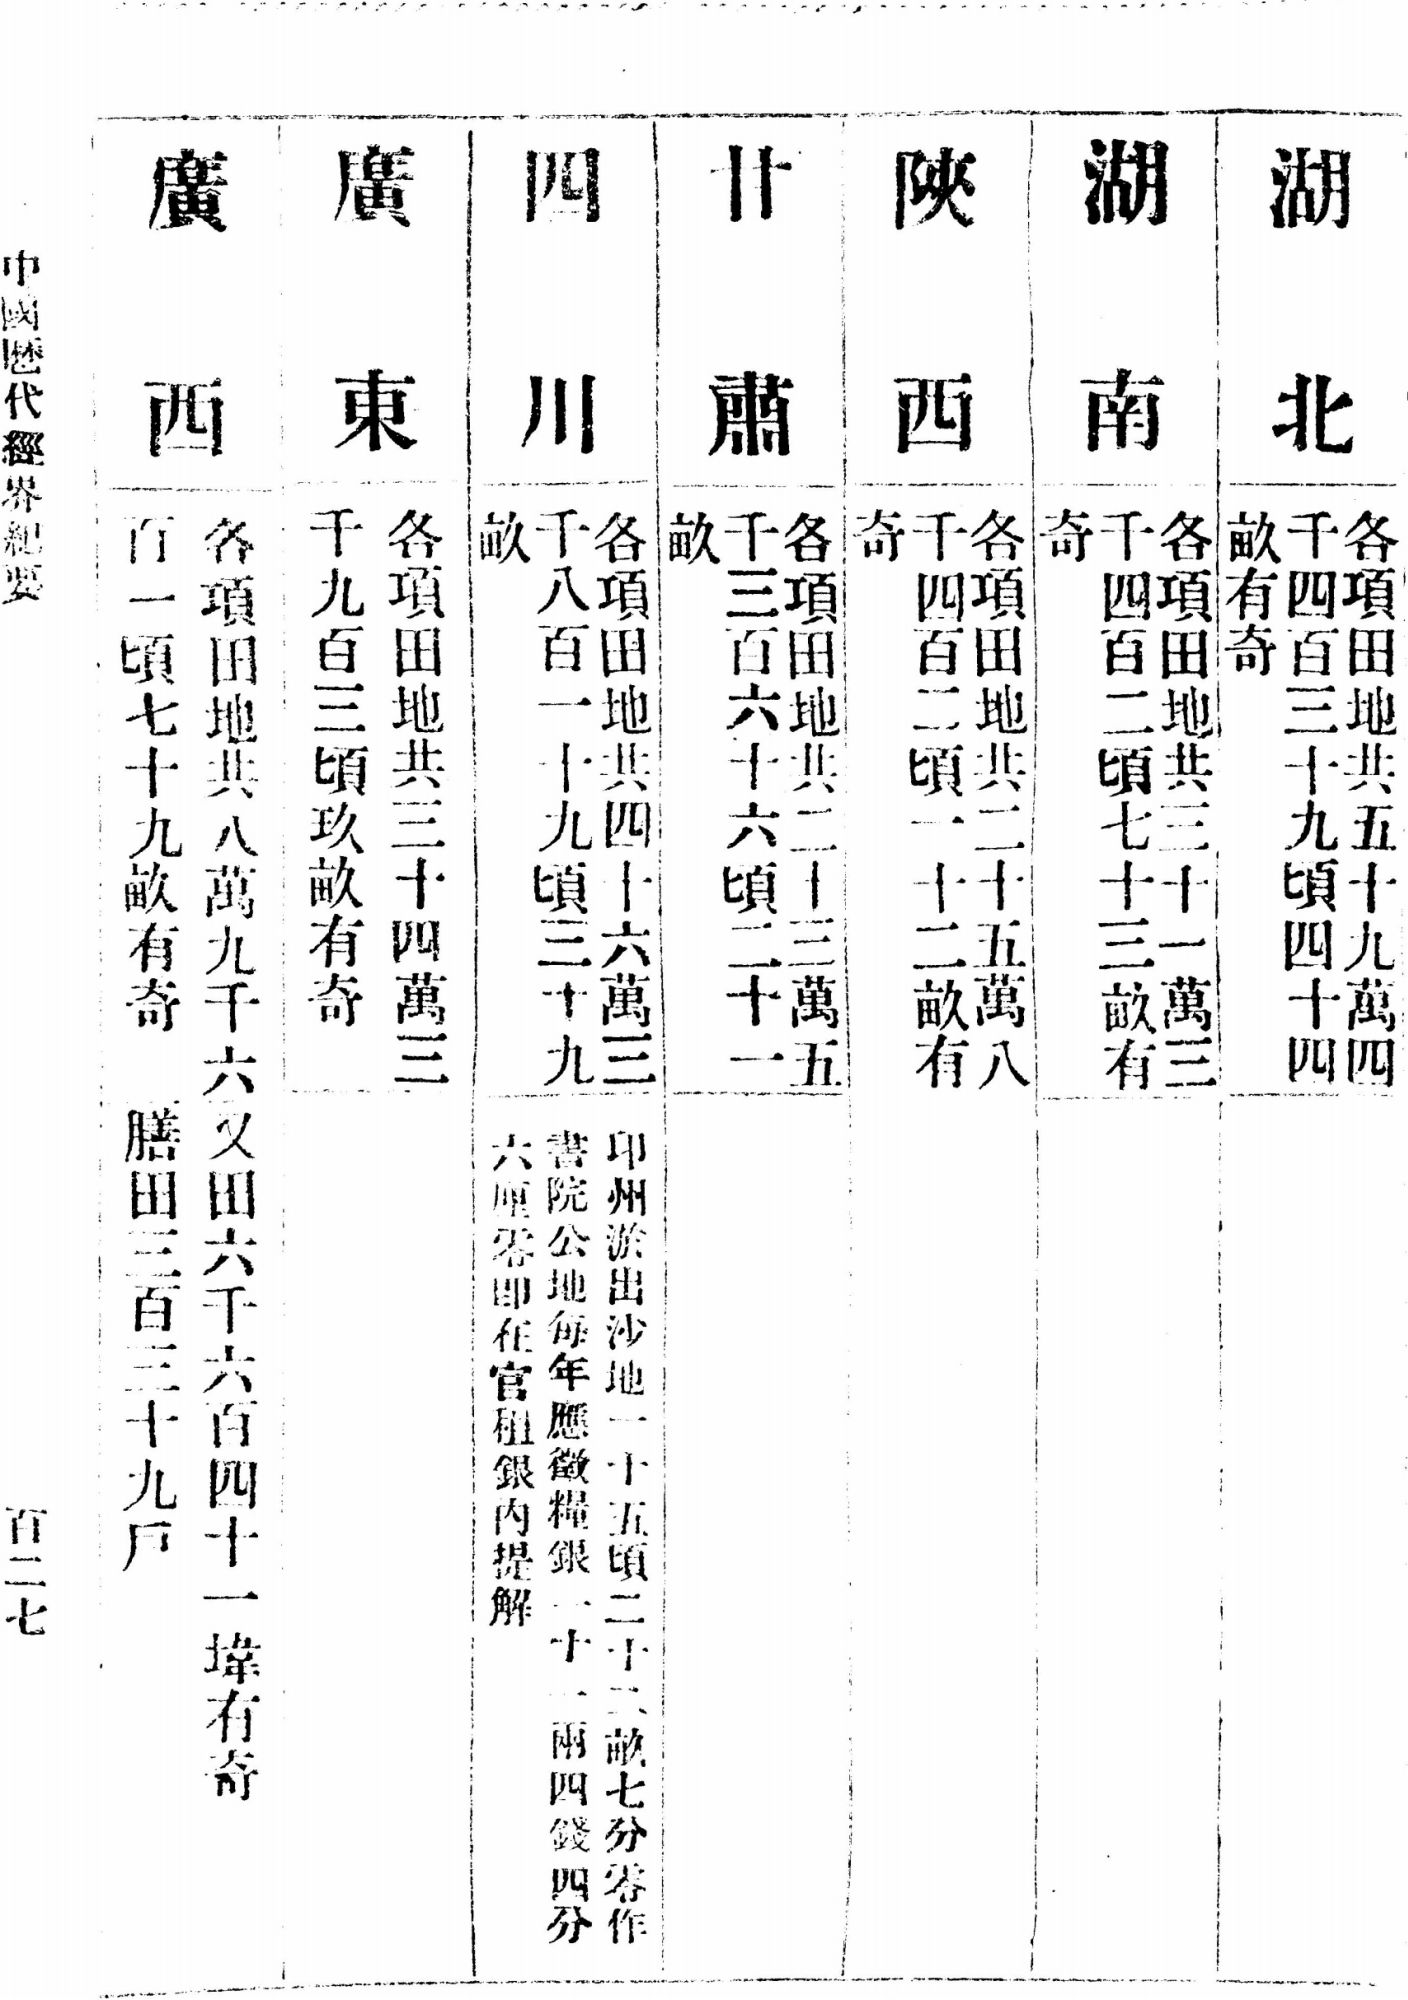 湖北
各項田地共五十九萬四
千四百三十九頃四十四
畝有奇
湖南
各項田地共三十一萬三
千四百二頃七十三畝有
奇
陝西
各項田地共二十五萬八
千四百二頃一十二畝有
奇
甘肅
各項田地共二十三萬五
千三百六十六頃二十一
畝
四川
各項田地共四十六萬三
千八百一十九頃三十九
畝
印州淤出沙地一十五頃二十二畝七分零作
書院公地每年應徵糧銀一十一兩四錢四分
六厘零卽在官租銀內提解
廣東
各項田地共三十四萬三
千九百三頃玖畝有奇
廣西
各項田地共八萬九千六
百一頃七十九畝有奇
又田六千六百四十一埄有奇
膳田三百三十九戶
中國歷代經界紀要
百二七